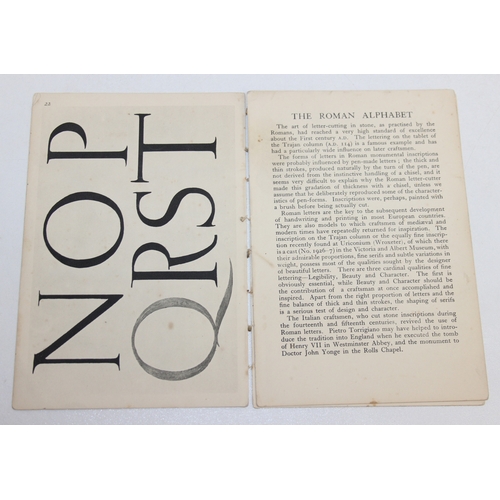 22
NOP
QRST
THE ROMAN ALPHABET
The art of letter-cutting in stone, as practised by the
Romans, had reached a very high standard of excellence
about the First century A.D. The lettering on the tablet of
the Trajan column (A.D. 114) is a famous example and has
had a particularly wide influence on later craftsmen.
The forms of letters in Roman monumental inscriptions
were probably influenced by pen-made letters; the thick and
thin strokes, produced naturally by the turn of the pen, are
not derived from the instinctive handling of a chisel, and it
seems very difficult to explain why the Roman letter-cutter
made this gradation of thickness with a chisel, unless we
assume that he deliberately reproduced some of the character-
istics of pen-forms. Inscriptions were, perhaps, painted with
a brush before being actually cut.
Roman letters are the key to the subsequent development
of handwriting and printing in most European countries.
They are also models to which craftsmen of mediæval and
modern times have repeatedly returned for inspiration. The
inscription on the Trajan column or the equally fine inscrip-
tion recently found at Uriconium (Wroxeter), of which there
is a cast (No. 1926-7) in the Victoria and Albert Museum, with
their admirable proportions, fine serifs and subtle variations in
weight, possess most of the qualities sought by the designer
of beautiful letters. There are three cardinal qualities of fine
lettering—Legibility, Beauty and Character. The first is
obviously essential, while Beauty and Character should be
the contribution of a craftsman at once accomplished and
inspired. Apart from the right proportion of letters and the
fine balance of thick and thin strokes, the shaping of serifs
is a serious test of design and character.
The Italian craftsmen, who cut stone inscriptions during
the fourteenth and fifteenth centuries, revived the use of
Roman letters. Pietro Torrigiano may have helped to intro-
duce the tradition into England when he executed the tomb
of Henry VII in Westminster Abbey, and the monument to
Doctor John Yonge in the Rolls Chapel.